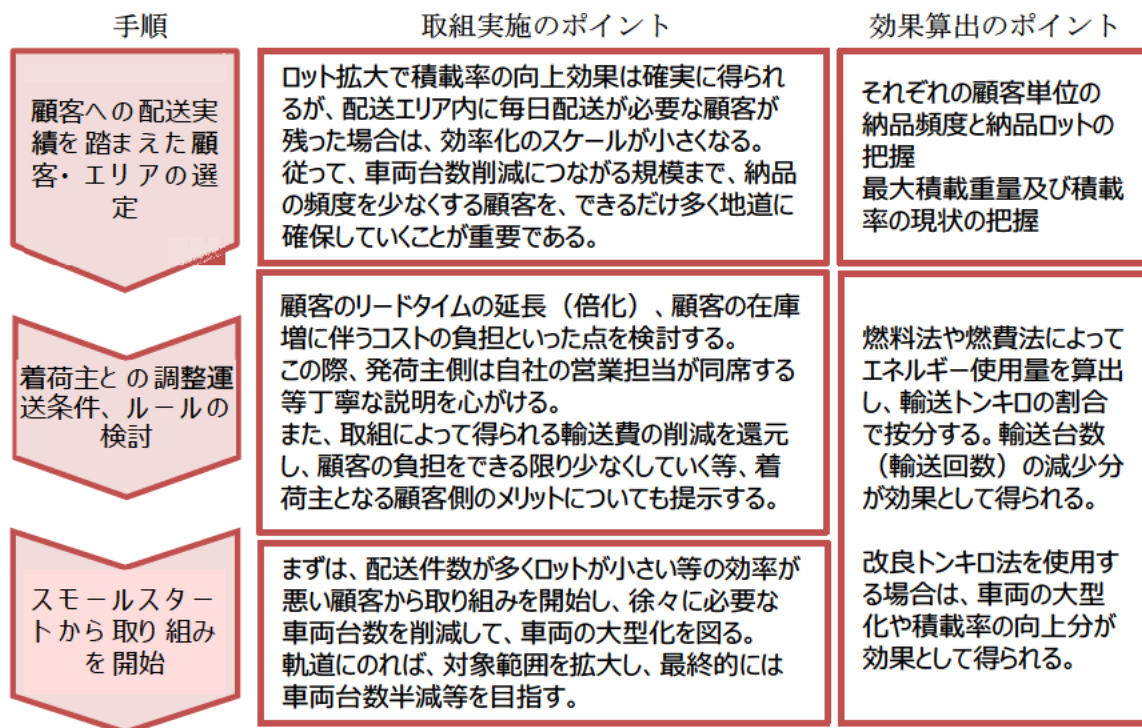 手順
取組実施のポイント
効果算出のポイント
顧客への配送実
績を踏まえた顧
客・エリアの選
定
ロット拡大で積載率の向上効果は確実に得られ
るが、配送エリア内に毎日配送が必要な顧客が
残った場合は、効率化のスケールが小さくなる。
従って、車両台数削減につながる規模まで、納品
の頻度を少なくする顧客を、できるだけ多く地道に
確保していくことが重要である。
それぞれの顧客単位の
納品頻度と納品ロットの
把握
最大積載重量及び積載
率の現状の把握
着荷主との調整運
送条件、ルールの
検討
顧客のリードタイムの延長（倍化）、顧客の在庫
増に伴うコストの負担といった点を検討する。
この際、発荷主側は自社の営業担当が同席する
等丁寧な説明を心がける。
また、取組によって得られる輸送費の削減を還元
し、顧客の負担をできる限り少なくしていく等、着
荷主となる顧客側のメリットについても提示する。
燃料法や燃費法によって
エネルギー使用量を算出
し、輸送トンキロの割合
で按分する。輸送台数
（輸送回数）の減少分
が効果として得られる。
改良トンキロ法を使用す
る場合は、車両の大型
化や積載率の向上分が
効果として得られる。
スモールスター
トから取り組み
を開始
まずは、配送件数が多くロットが小さい等の効率が
悪い顧客から取り組みを開始し、徐々に必要な
車両台数を削減して、車両の大型化を図る。
軌道にのれば、対象範囲を拡大し、最終的には
車両台数半減等を目指す。